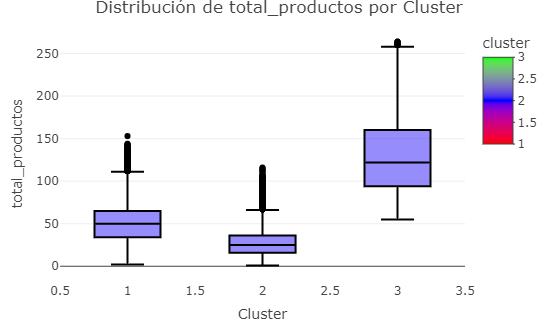 Distribución de total_productos por Cluster
cluster
3
2.5
2
1.5
1
total_productos
250
200
150
100
50
0
0.5 1 1.5 2 2.5 3 3.5
Cluster